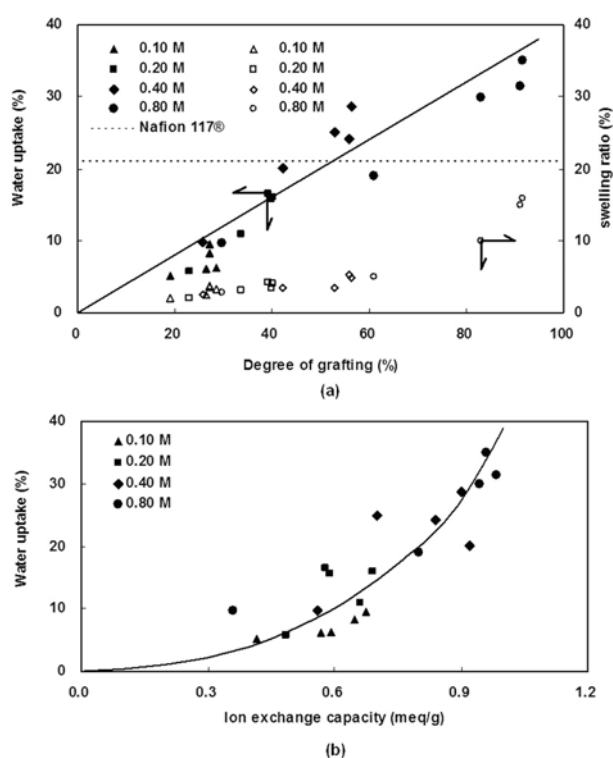 40
40
0.10 M
0.10 M
0.20 M
0.20 M
0.40 M
0.40 M
30
30
0.80 M
0.80 M
Nafion 117®
Water uptake (%)
swelling ratio (%)
20
20
10
10
0
0
0
20
40
60
80
100
Degree of grafting (%)
(a)
40
0.10 M
0.20 M
0.40 M
30
0.80 M
Water uptake (%)
20
10
0
0.0
0.3
0.6
0.9
1.2
Ion exchange capacity (meq/g)
(b)